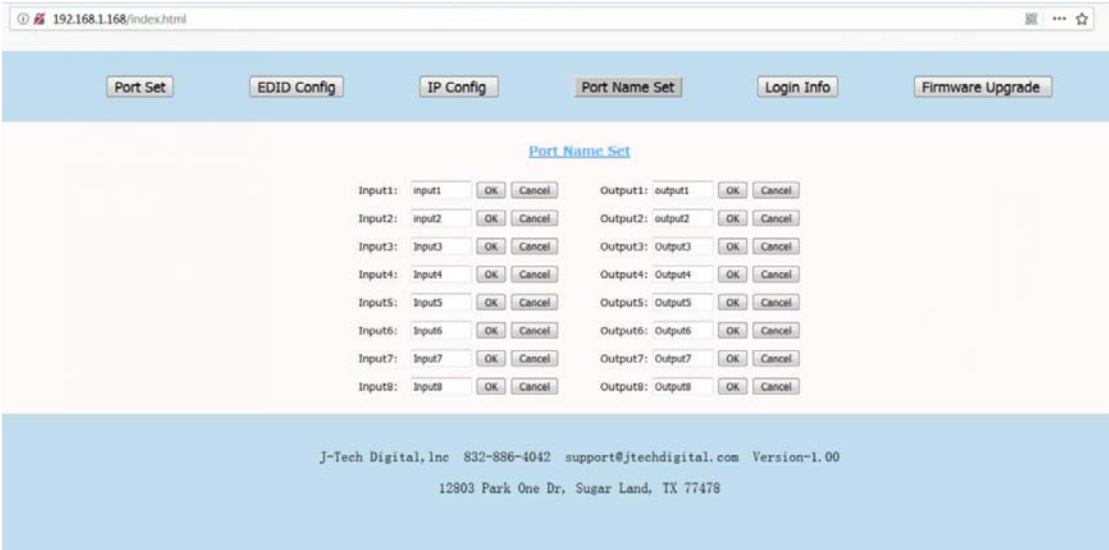 192.168.1.168/index.html
Port Set EDID Config IP Config Port Name Set Login Info Firmware Upgrade
Port Name Set
Input1: input1 OK Cancel Output1: output1 OK Cancel
Input2: input2 OK Cancel Output2: output2 OK Cancel
Input3: Input3 OK Cancel Output3: Output3 OK Cancel
Input4: Input4 OK Cancel Output4: Output4 OK Cancel
Input5: Input5 OK Cancel Output5: Output5 OK Cancel
Input6: Input6 OK Cancel Output6: Output6 OK Cancel
Input7: Input7 OK Cancel Output7: Output7 OK Cancel
Input8: Input8 OK Cancel Output8: Output8 OK Cancel
J-Tech Digital,lnc 832-886-4042 support@jtechdigital.com Version-1.00
12803 Park One Dr, Sugar Land, TX 77478